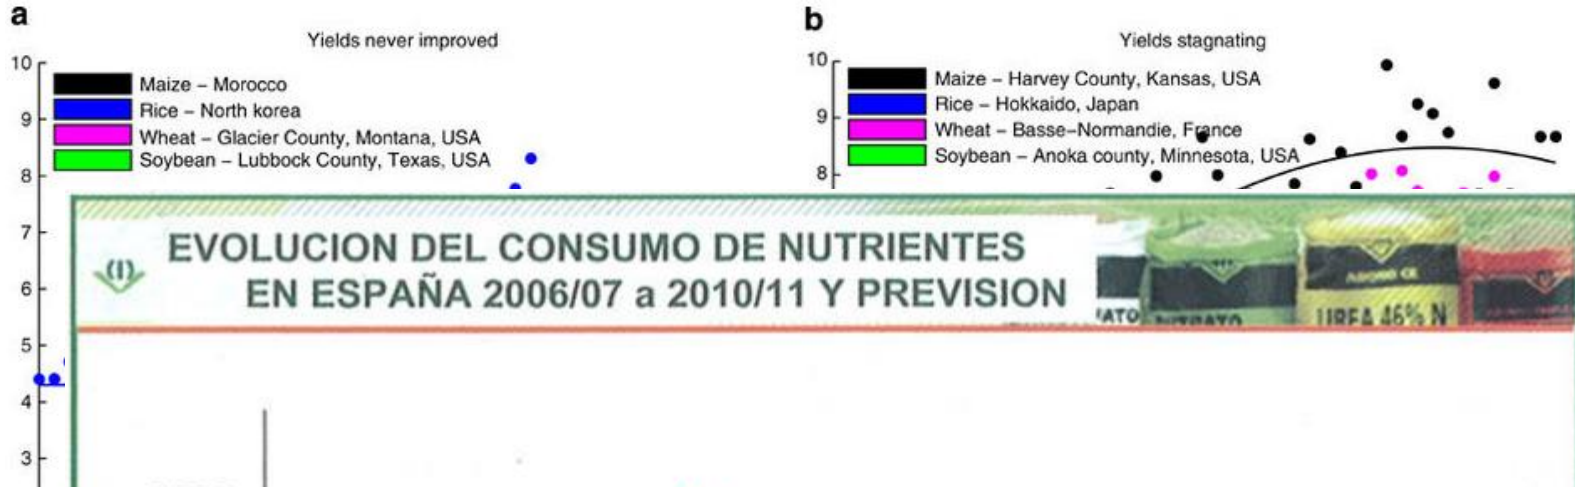 a
Yields never improved
10
Maize – Morocco
Rice – North korea
9
Wheat – Glacier County, Montana, USA
Soybean – Lubbock County, Texas, USA
8
7
6
5
4
3
b
Yields stagnating
10
Maize – Harvey County, Kansas, USA
Rice – Hokkaido, Japan
9
Wheat – Basse–Normandie, France
Soybean – Anoka county, Minnesota, USA
8
(I)
EVOLUCION DEL CONSUMO DE NUTRIENTES
EN ESPAÑA 2006/07 a 2010/11 Y PREVISION
ABONO CE
UREA 46% N